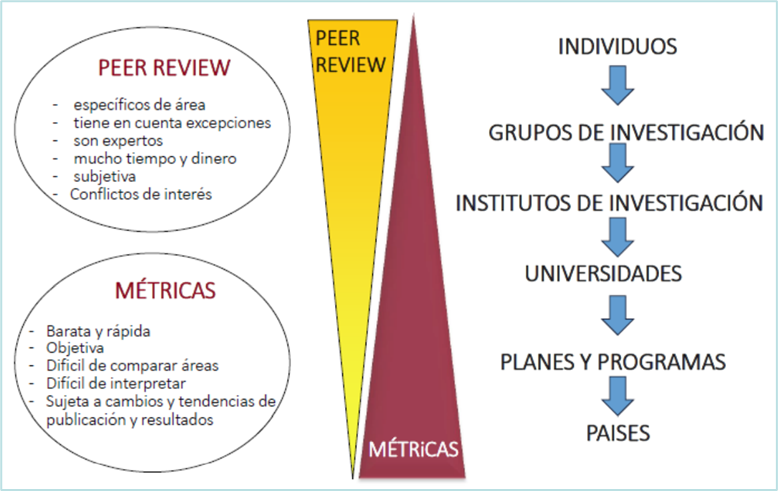 PEER REVIEW
- específicos de área
- tiene en cuenta excepciones
- son expertos
- mucho tiempo y dinero
- subjetiva
- Conflictos de interés
MÉTRICAS
- Barata y rápida
- Objetiva
- Dificil de comparar áreas
- Difícil de interpretar
- Sujeta a cambios y tendencias de
publicación y resultados
PEER
REVIEW
MÉTRiCAS
INDIVIDUOS
GRUPOS DE INVESTIGACIÓN
INSTITUTOS DE INVESTIGACIÓN
UNIVERSIDADES
PLANES Y PROGRAMAS
PAISES